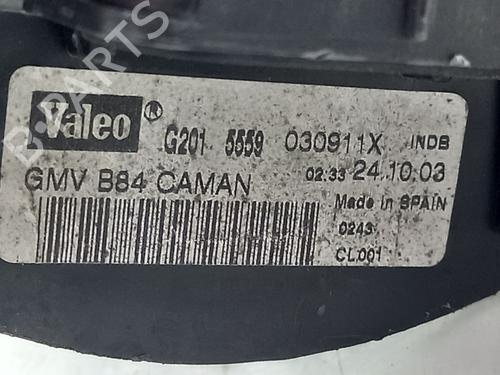 Valeo ® G201 5559 030911X INDB
GMV B84 CAMAN 02:33 24.10.03
Made in SPAIN
0243
CL001
B-PARTS